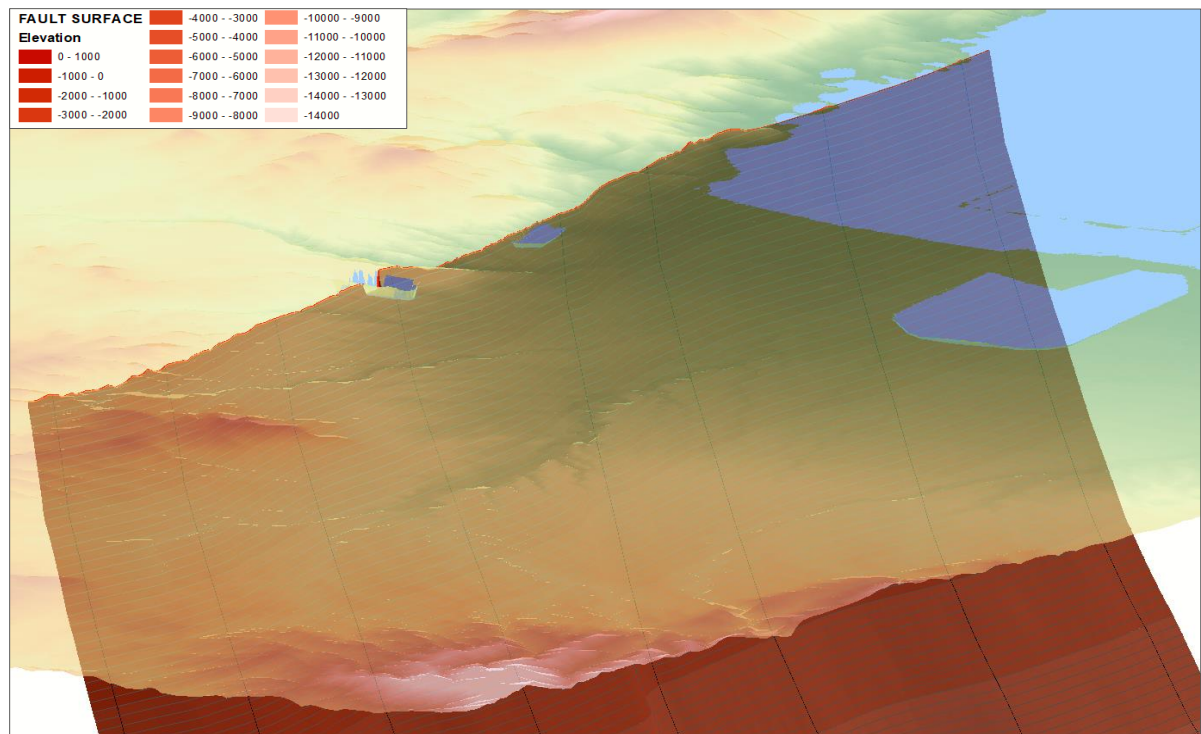 FAULT SURFACE
Elevation
0 - 1000
-1000 - 0
-2000 - -1000
-3000 - -2000
-4000 - -3000
-5000 - -4000
-6000 - -5000
-7000 - -6000
-8000 - -7000
-9000 - -8000
-10000 - -9000
-11000 - -10000
-12000 - -11000
-13000 - -12000
-14000 - -13000
-14000